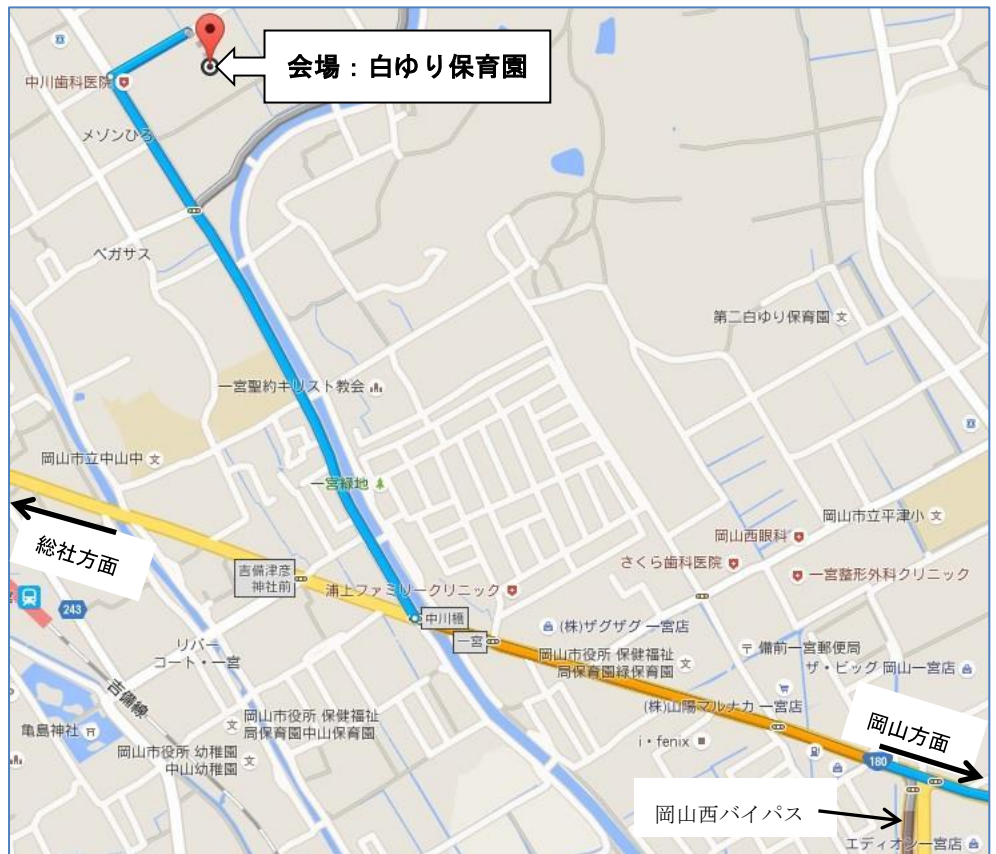 会場：白ゆり保育園
中川歯科医院
メゾンひろ
ペガサス
第二白ゆり保育園
文
一宮聖約キリスト教会
岡山市立中山中
文
一宮緑地
総社方面
吉備津彦
神社前
浦上ファミリークリニック
中川橋
一宮
岡山西眼科
さくら歯科医院
岡山市立平津小
文
一宮整形外科クリニック
243
リバー
コート・一宮
吉備線
亀島神社
岡山市役所 保健福祉
局保育園中山保育園
文
岡山市役所 幼稚園
中山幼稚園
文
(株)ザグザグ 一宮店
岡山市役所 保健福祉
局保育園緑保育園
文
〒 備前一宮郵便局
ザ・ビッグ 岡山一宮店
(株)山陽マルナカ 一宮店
i・fenix
岡山方面
180
岡山西バイパス
エディオン一宮店